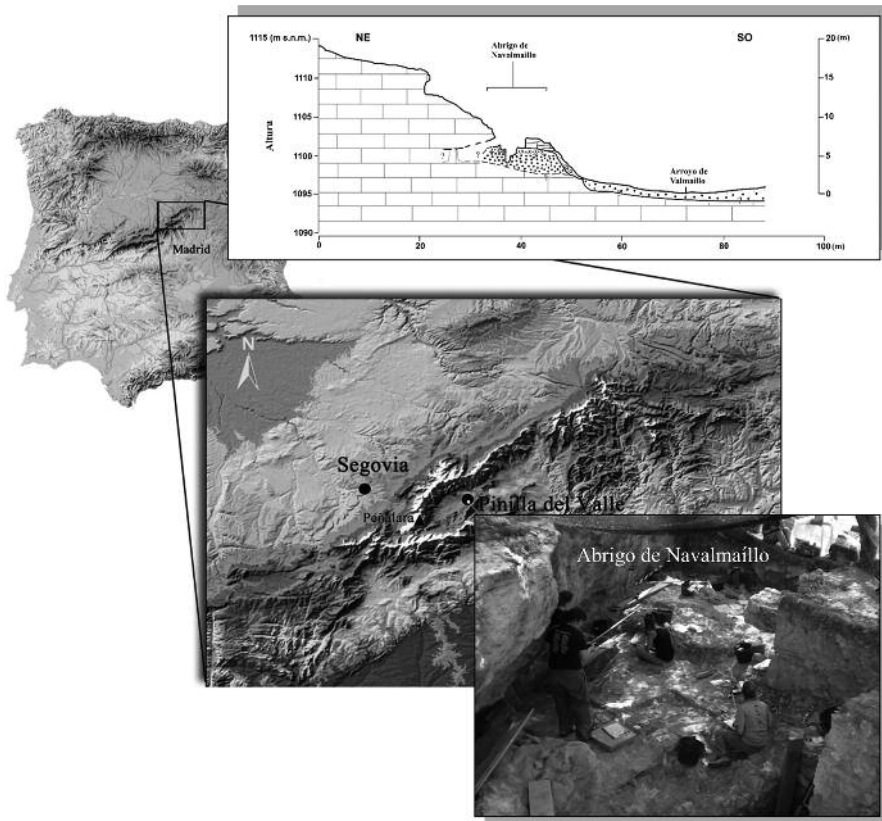 1115 (m s.n.m.)
NE
Abrigo de
Navalmaíllo
SO
20 (m)
1110
15
1105
10
Altura
1100
? ?
5
Arroyo de
Valmaíllo
1095
0
1090
0
20
40
60
80
100 (m)
Madrid
N
Segovia
Pinilla del Valle
Peñalara
Abrigo de Navalmaíllo